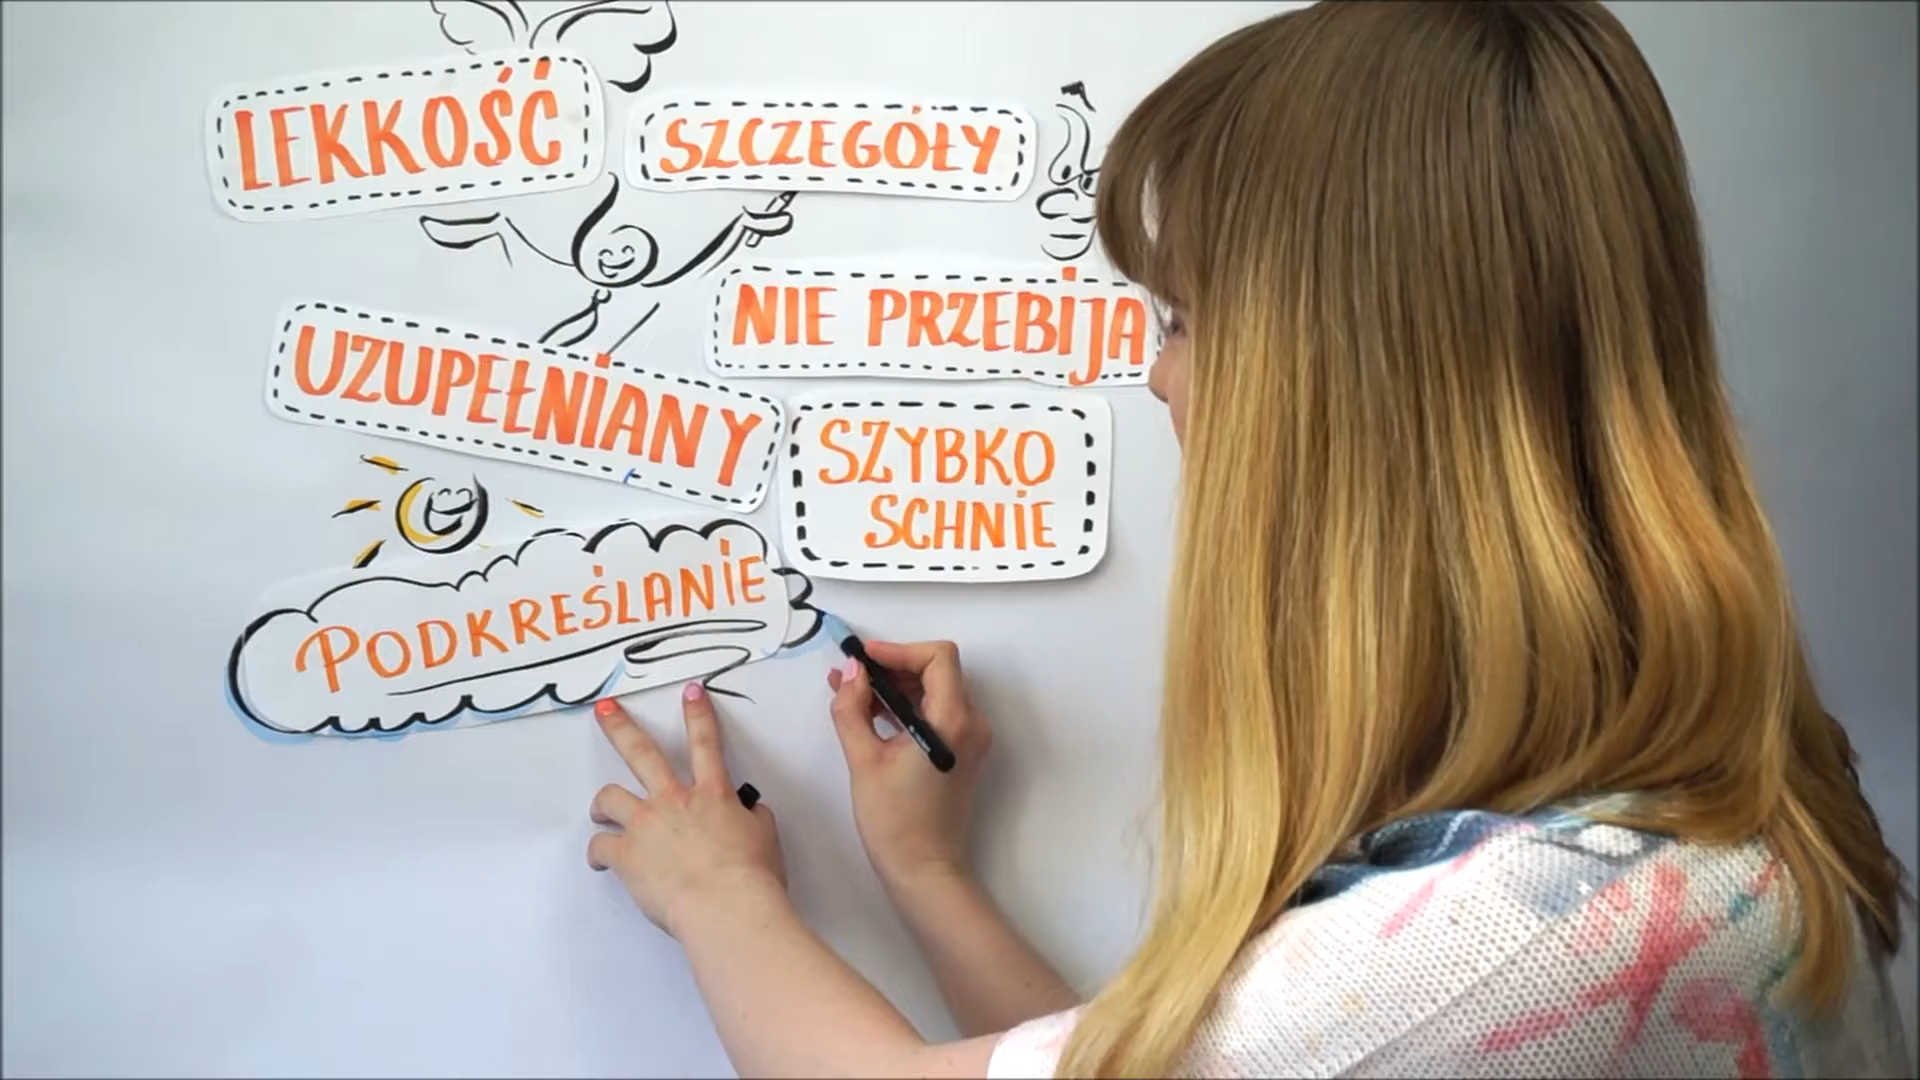 LEKKOŚĆ
SZCZEGÓŁY
NIE PRZEBIJA
UZUPEŁNIANY
SZYBKO
SCHNIE
PODKREŚLANIE